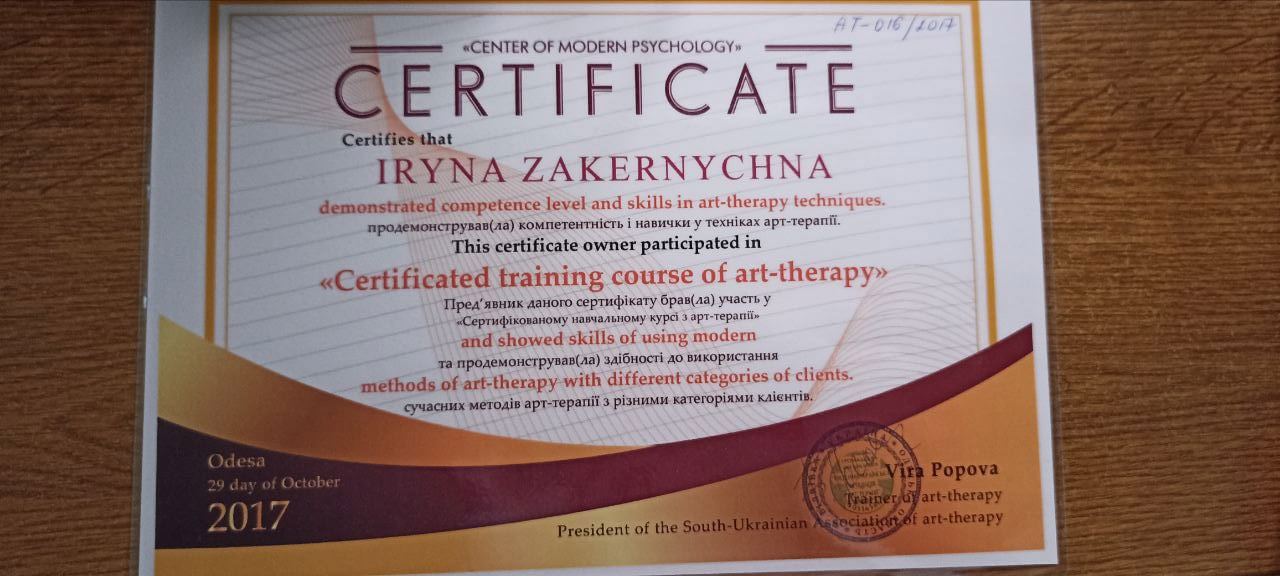 AT-016/2017
«CENTER OF MODERN PSYCHOLOGY»
CERTIFICATE
Certifies that
IRYNA ZAKERNYCHNA
demonstrated competence level and skills in art-therapy techniques.
продемонстрував(ла) компетентність і навички у техніках арт-терапії.
This certificate owner participated in
«Certificated training course of art-therapy»
Пред’явник даного сертифікату брав(ла) участь у
«Сертифікованому навчальному курсі з арт-терапії»
and showed skills of using modern
та продемонстрував(ла) здібності до використання
methods of art-therapy with different categories of clients.
сучасних методів арт-терапії з різними категоріями клієнтів.
Odesa
29 day of October
2017
Vira Popova
Trainer of art-therapy
President of the South-Ukrainian Association of art-therapy